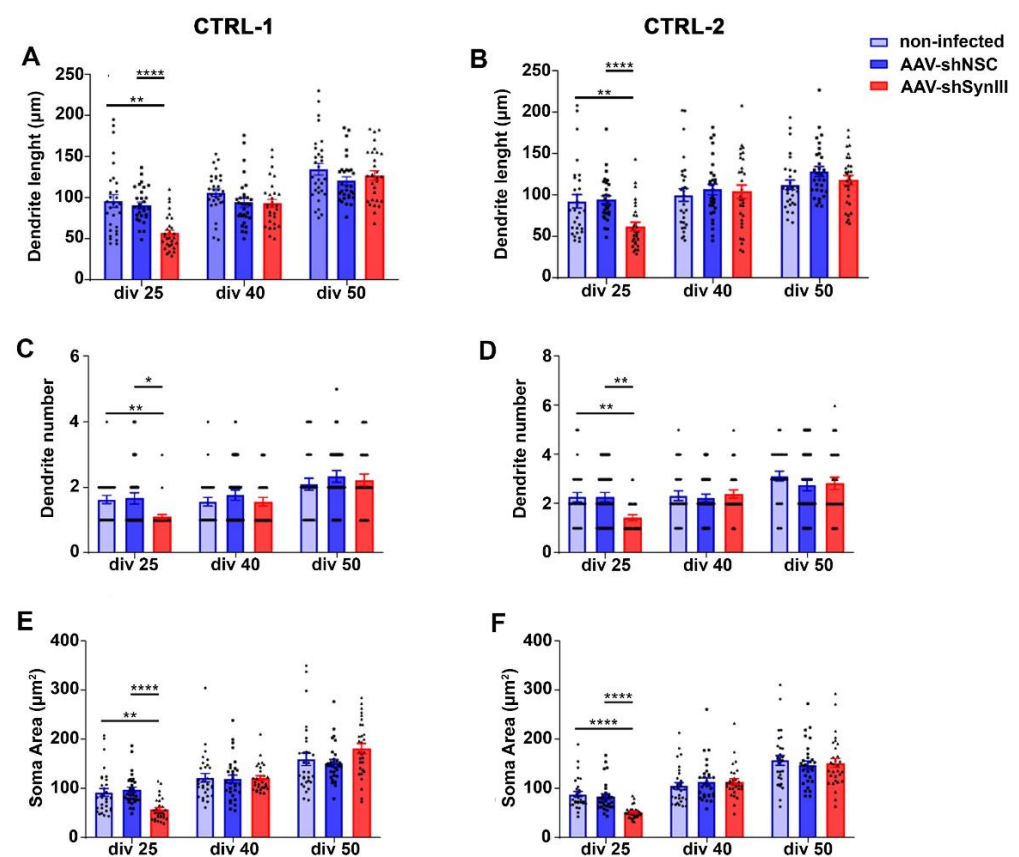 CTRL-1
CTRL-2
non-infected
AAV-shNSC
AAV-shSynIII
A
Dendrite lenght (µm)
250
200
150
100
50
0
****
**
div 25
div 40
div 50
B
Dendrite lenght (µm)
250
200
150
100
50
0
****
**
div 25
div 40
div 50
C
Dendrite number
6
4
2
0
*
**
div 25
div 40
div 50
D
Dendrite number
8
6
4
2
0
**
**
div 25
div 40
div 50
E
Soma Area (µm²)
400
300
200
100
0
****
**
div 25
div 40
div 50
F
Soma Area (µm²)
400
300
200
100
0
****
****
div 25
div 40
div 50